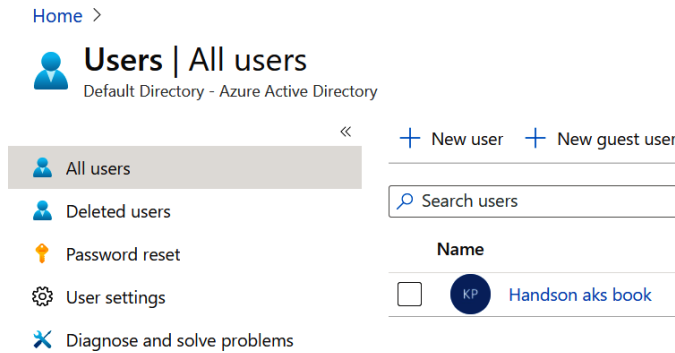 Home >
Users | All users
Default Directory - Azure Active Directory
«
+ New user + New guest user
All users
Deleted users
Password reset
User settings
Diagnose and solve problems
Search users
Name
KP Handson aks book